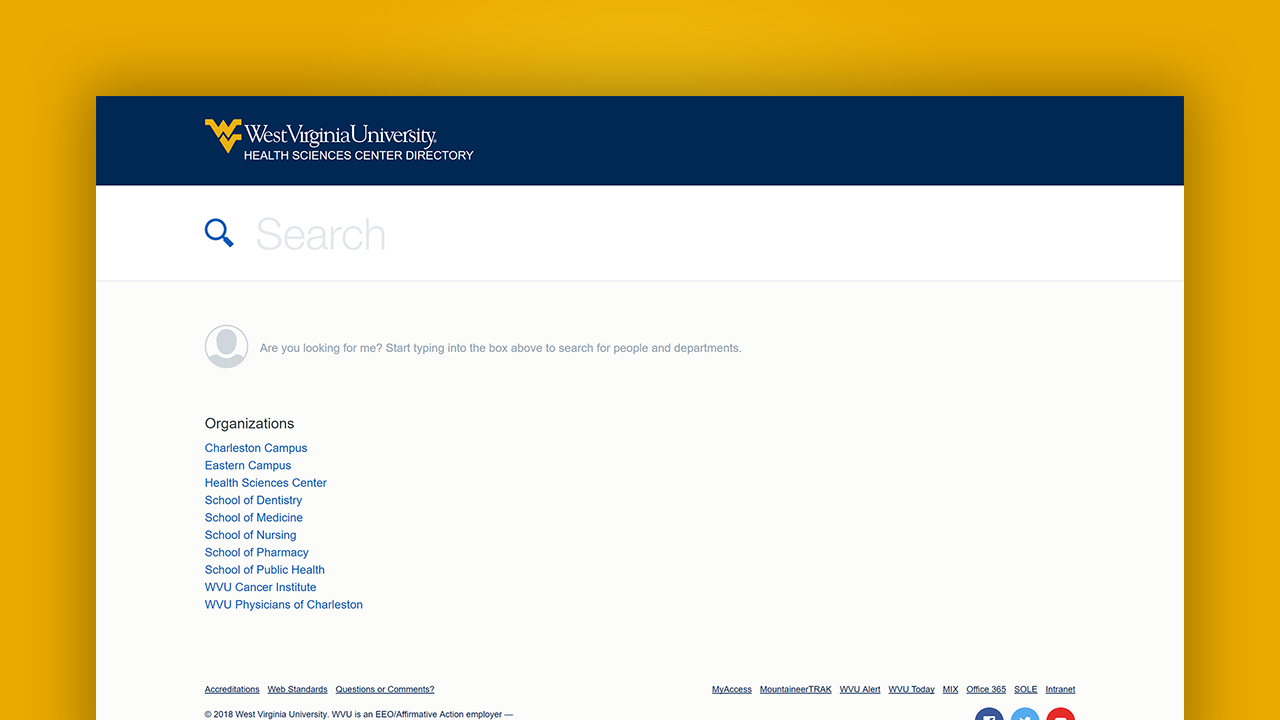 West Virginia University®
HEALTH SCIENCES CENTER DIRECTORY
Search
Are you looking for me? Start typing into the box above to search for people and departments.
Organizations
Charleston Campus
Eastern Campus
Health Sciences Center
School of Dentistry
School of Medicine
School of Nursing
School of Pharmacy
School of Public Health
WVU Cancer Institute
WVU Physicians of Charleston
Accreditations Web Standards Questions or Comments? MyAccess MountaineerTRAK WVU Alert WVU Today MIX Office 365 SOLE Intranet
© 2018 West Virginia University. WVU is an EEO/Affirmative Action employer —